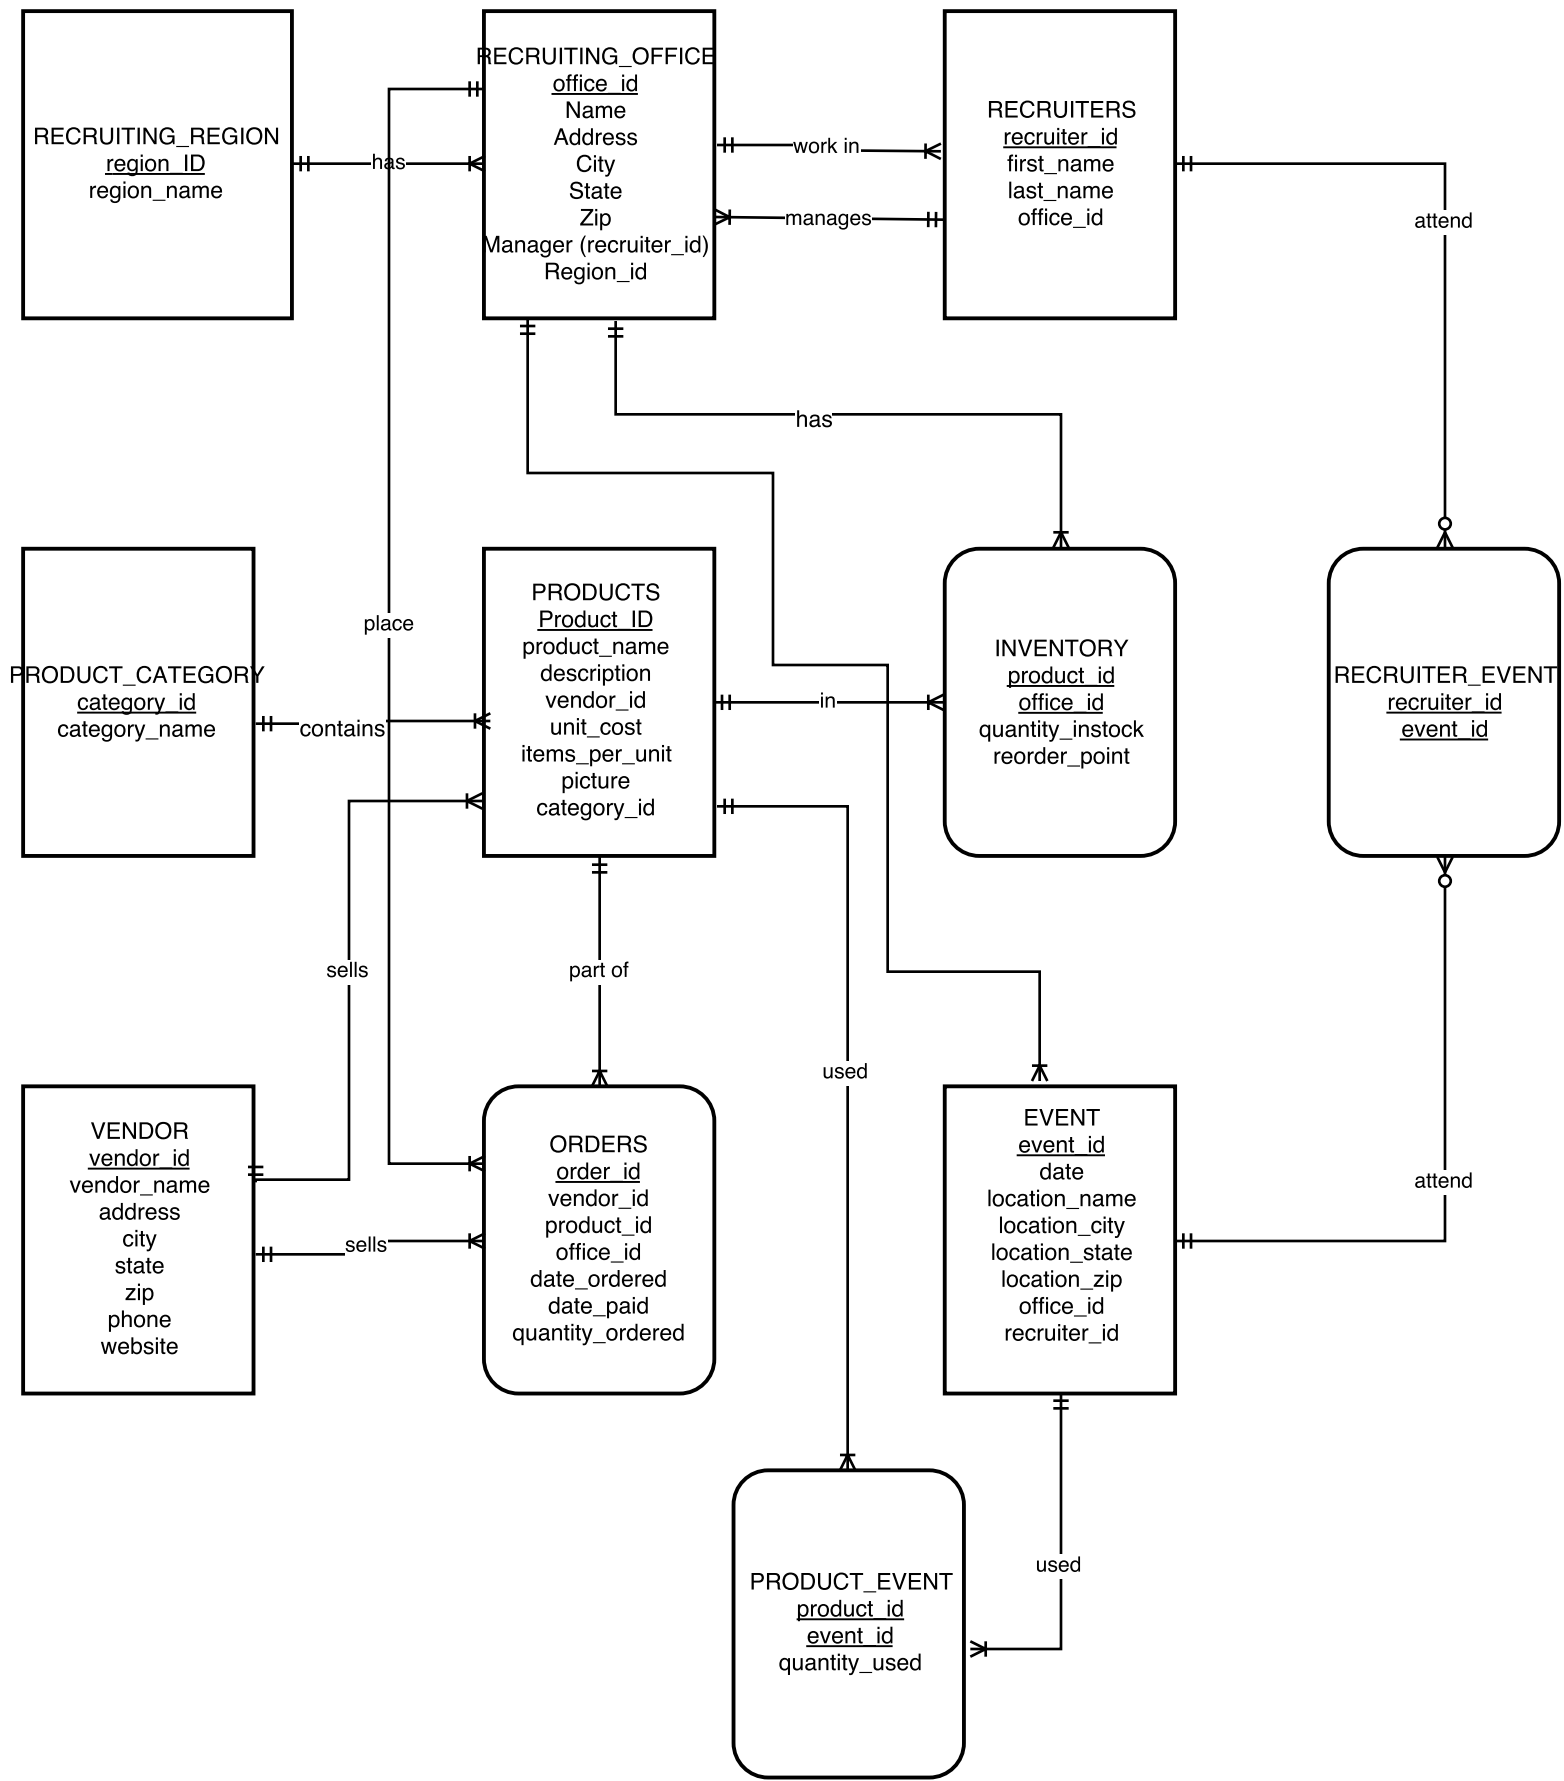 RECRUITING_REGION
region_ID
region_name
has
RECRUITING_OFFICE
office_id
Name
Address
City
State
Zip
Manager (recruiter_id)
Region_id
work in
manages
RECRUITERS
recruiter_id
first_name
last_name
office_id
attend
has
place
PRODUCT_CATEGORY
category_id
category_name
contains
PRODUCTS
Product_ID
product_name
description
vendor_id
unit_cost
items_per_unit
picture
category_id
in
INVENTORY
product_id
office_id
quantity_instock
reorder_point
RECRUITER_EVENT
recruiter_id
event_id
sells
part of
used
attend
VENDOR
vendor_id
vendor_name
address
city
state
zip
phone
website
sells
ORDERS
order_id
vendor_id
product_id
office_id
date_ordered
date_paid
quantity_ordered
EVENT
event_id
date
location_name
location_city
location_state
location_zip
office_id
recruiter_id
used
PRODUCT_EVENT
product_id
event_id
quantity_used